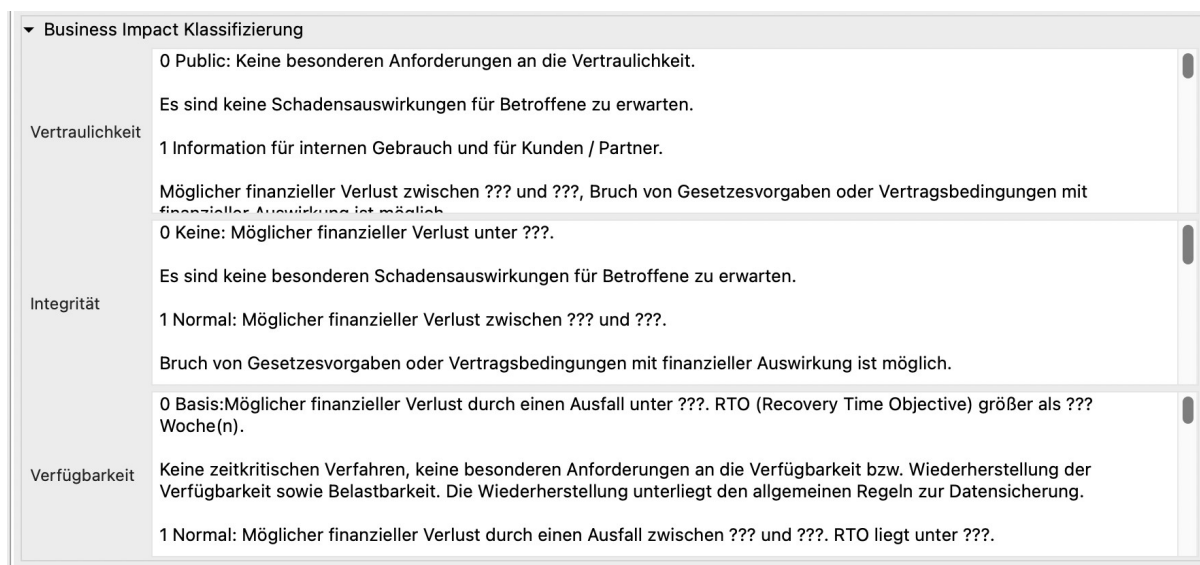 Business Impact Klassifizierung
Vertraulichkeit
0 Public: Keine besonderen Anforderungen an die Vertraulichkeit.
Es sind keine Schadensauswirkungen für Betroffene zu erwarten.
1 Information für internen Gebrauch und für Kunden / Partner.
Möglicher finanzieller Verlust zwischen ??? und ???, Bruch von Gesetzesvorgaben oder Vertragsbedingungen mit
finanzieller Auswirkung ist möglich
Integrität
0 Keine: Möglicher finanzieller Verlust unter ???.
Es sind keine besonderen Schadensauswirkungen für Betroffene zu erwarten.
1 Normal: Möglicher finanzieller Verlust zwischen ??? und ???.
Bruch von Gesetzesvorgaben oder Vertragsbedingungen mit finanzieller Auswirkung ist möglich.
Verfügbarkeit
0 Basis:Möglicher finanzieller Verlust durch einen Ausfall unter ???. RTO (Recovery Time Objective) größer als ???
Woche(n).
Keine zeitkritischen Verfahren, keine besonderen Anforderungen an die Verfügbarkeit bzw. Wiederherstellung der
Verfügbarkeit sowie Belastbarkeit. Die Wiederherstellung unterliegt den allgemeinen Regeln zur Datensicherung.
1 Normal: Möglicher finanzieller Verlust durch einen Ausfall zwischen ??? und ???. RTO liegt unter ???.